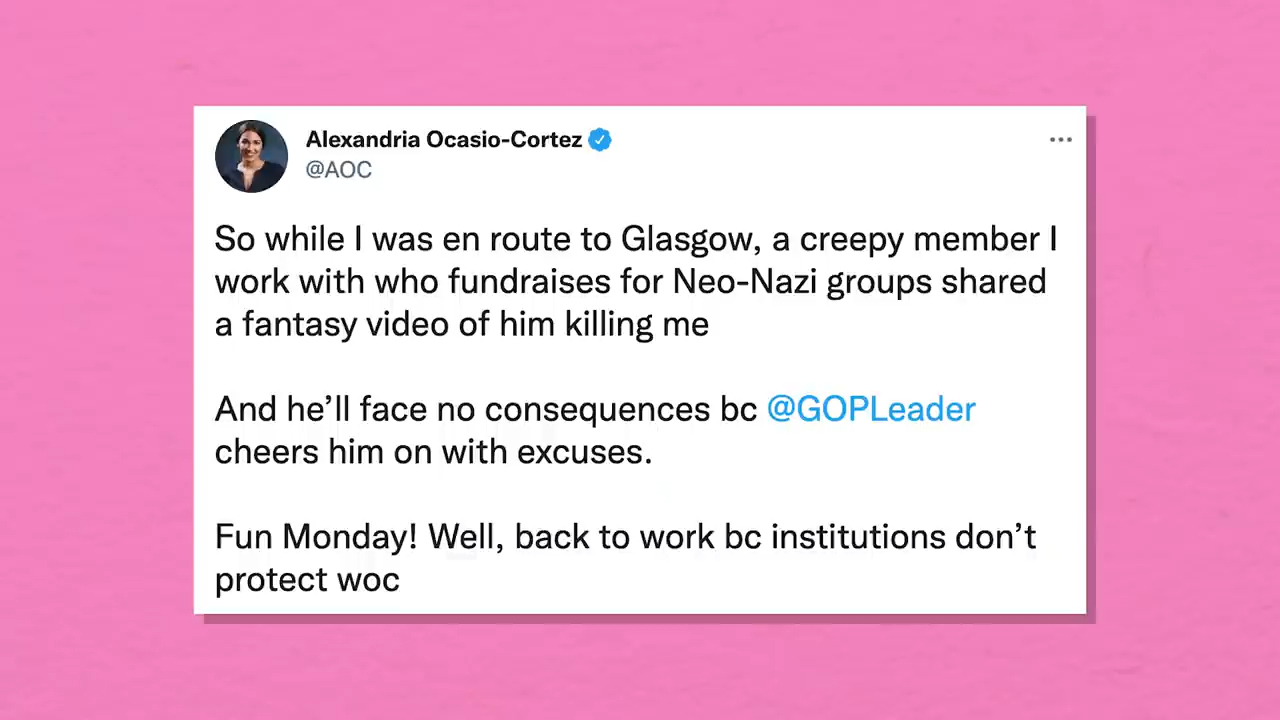 Alexandria Ocasio-Cortez
@AOC
So while I was en route to Glasgow, a creepy member I
work with who fundraises for Neo-Nazi groups shared
a fantasy video of him killing me
And he’ll face no consequences bc @GOPLeader
cheers him on with excuses.
Fun Monday! Well, back to work bc institutions don’t
protect woc